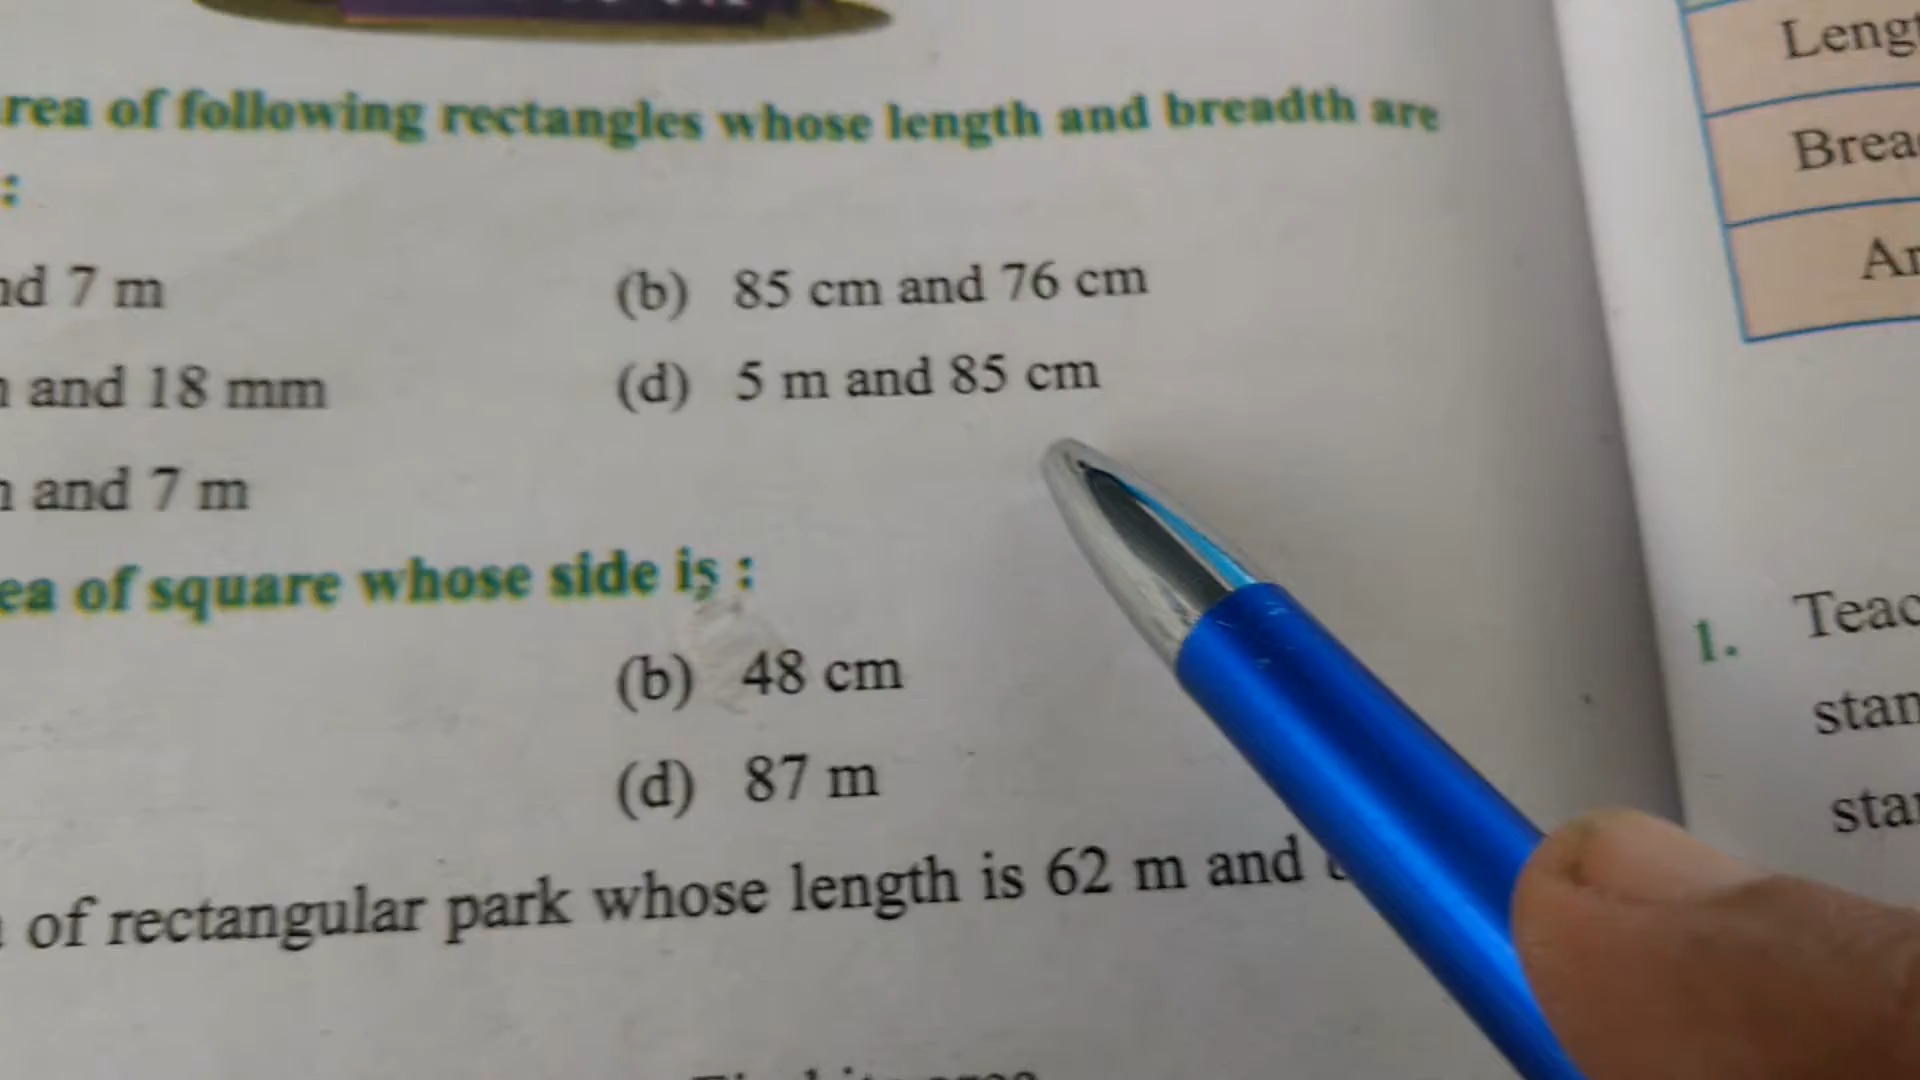 rea of following rectangles whose length and breadth are
:
nd 7 m
(b) 85 cm and 76 cm
and 18 mm
(d) 5 m and 85 cm
and 7 m
ea of square whose side is :
(b) 48 cm
(d) 87 m
of rectangular park whose length is 62 m and
Lengt
Brea
Ar
1. Teac
stan
sta